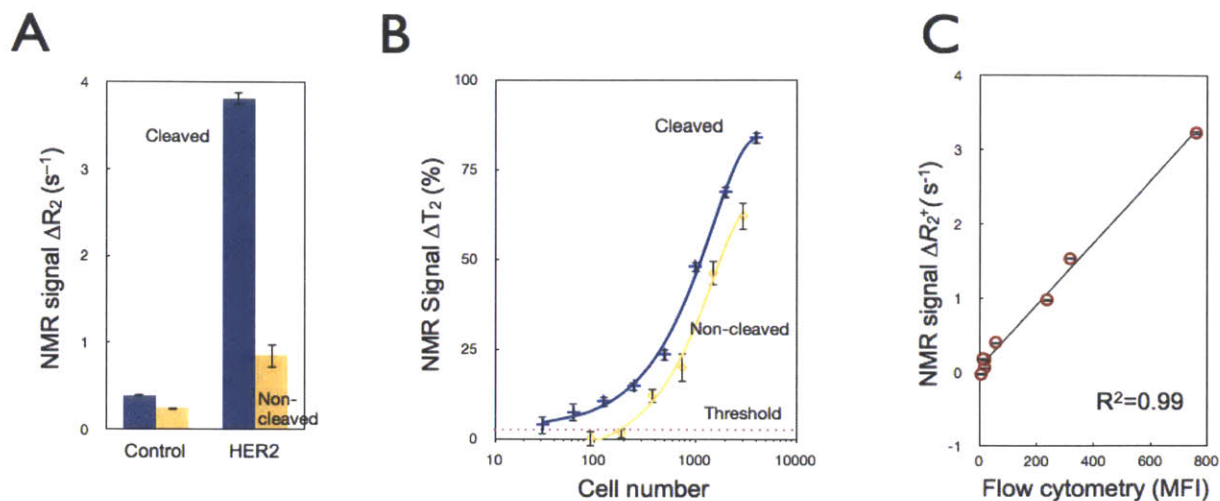 A
NMR signal ΔR₂ (s⁻¹)
4
3
2
1
0
Cleaved
Non-
cleaved
Control
HER2
B
NMR Signal ΔT₂ (%)
100
75
50
25
0
Cleaved
Non-cleaved
Threshold
10
100
1000
10000
Cell number
C
NMR signal ΔR₂⁺( s⁻¹)
4
3
2
1
0
-1
R²=0.99
0
200
400
600
800
Flow cytometry (MFI)